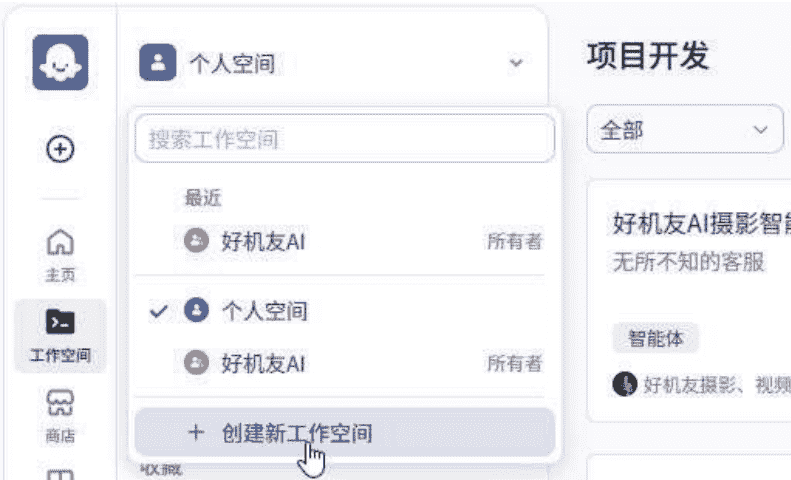 个人空间
项目开发
搜索工作空间
全部
最近
好机友AI 所有者
主页
个人空间
工作空间
好机友AI 所有者
商店
创建新工作空间
收藏
好机友AI摄影智能
无所不知的客服
智能体
好机友摄影、视频